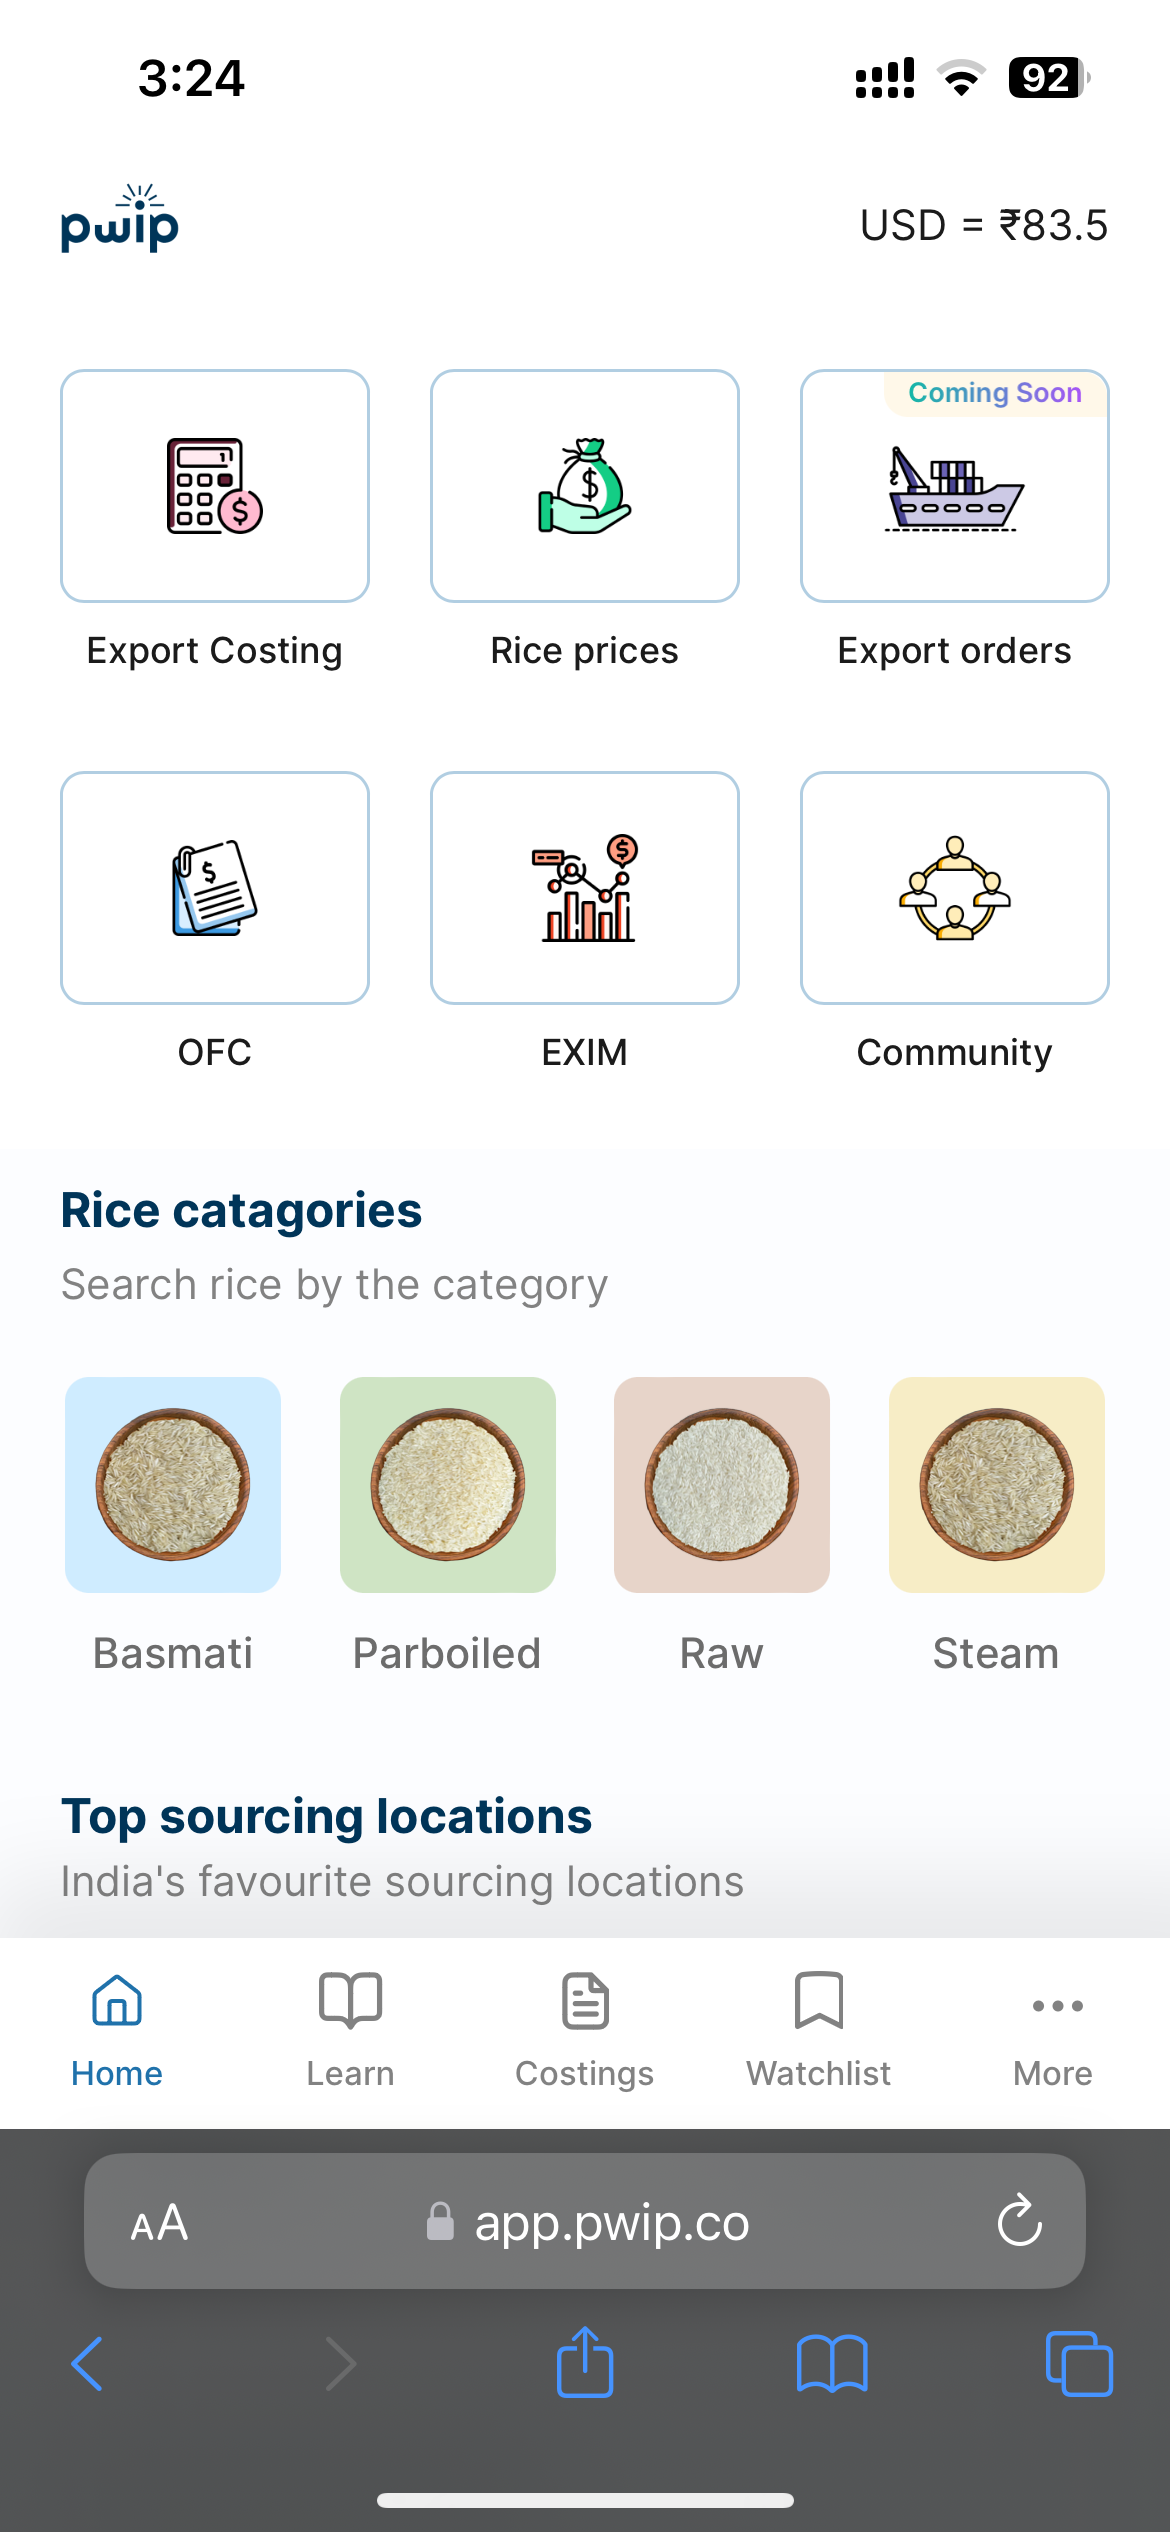 3:24
92
pwip
USD = ₹83.5
Coming Soon
Export Costing
Rice prices
Export orders
OFC
EXIM
Community
Rice catagories
Search rice by the category
Basmati
Parboiled
Raw
Steam
Top sourcing locations
India's favourite sourcing locations
Home
Learn
Costings
Watchlist
More
AA
app.pwip.co